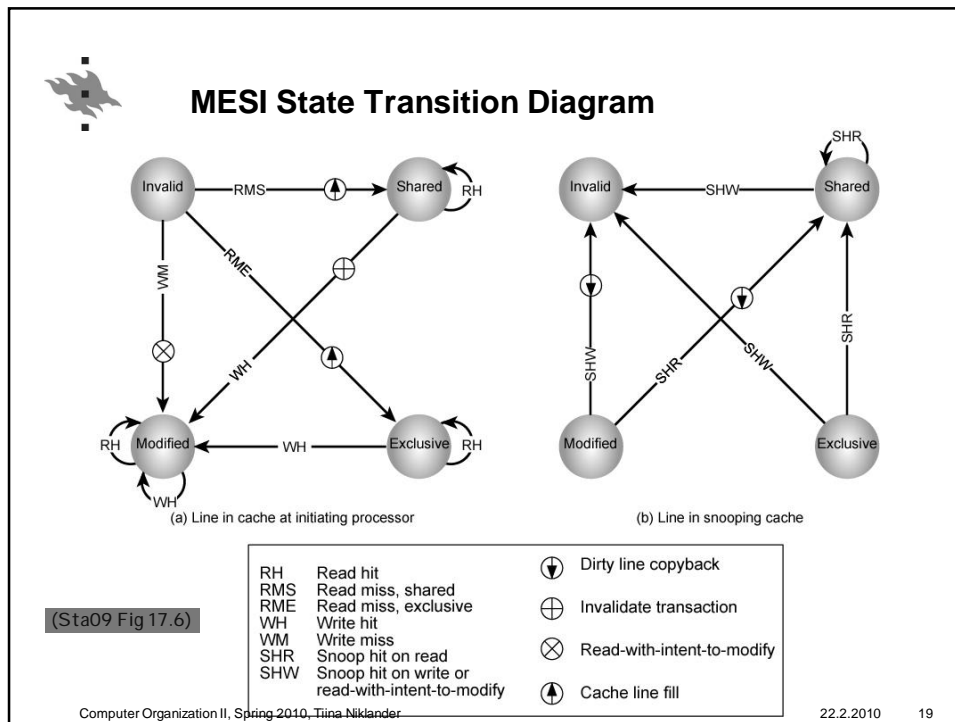 MESI State Transition Diagram
Invalid
RMS
Shared
RH
RME
WM
WH
RH
Modified
WH
Exclusive
RH
WH
(a) Line in cache at initiating processor
SHR
Invalid
SHW
Shared
SHW
SHR
SHW
SHR
Modified
Exclusive
(b) Line in snooping cache
RH Read hit
RMS Read miss, shared
RME Read miss, exclusive
WH Write hit
WM Write miss
SHR Snoop hit on read
SHW Snoop hit on write or
read-with-intent-to-modify
Dirty line copyback
Invalidate transaction
Read-with-intent-to-modify
Cache line fill
(Sta09 Fig 17.6)
Computer Organization II, Spring 2010, Tiina Niklander
22.2.2010
19